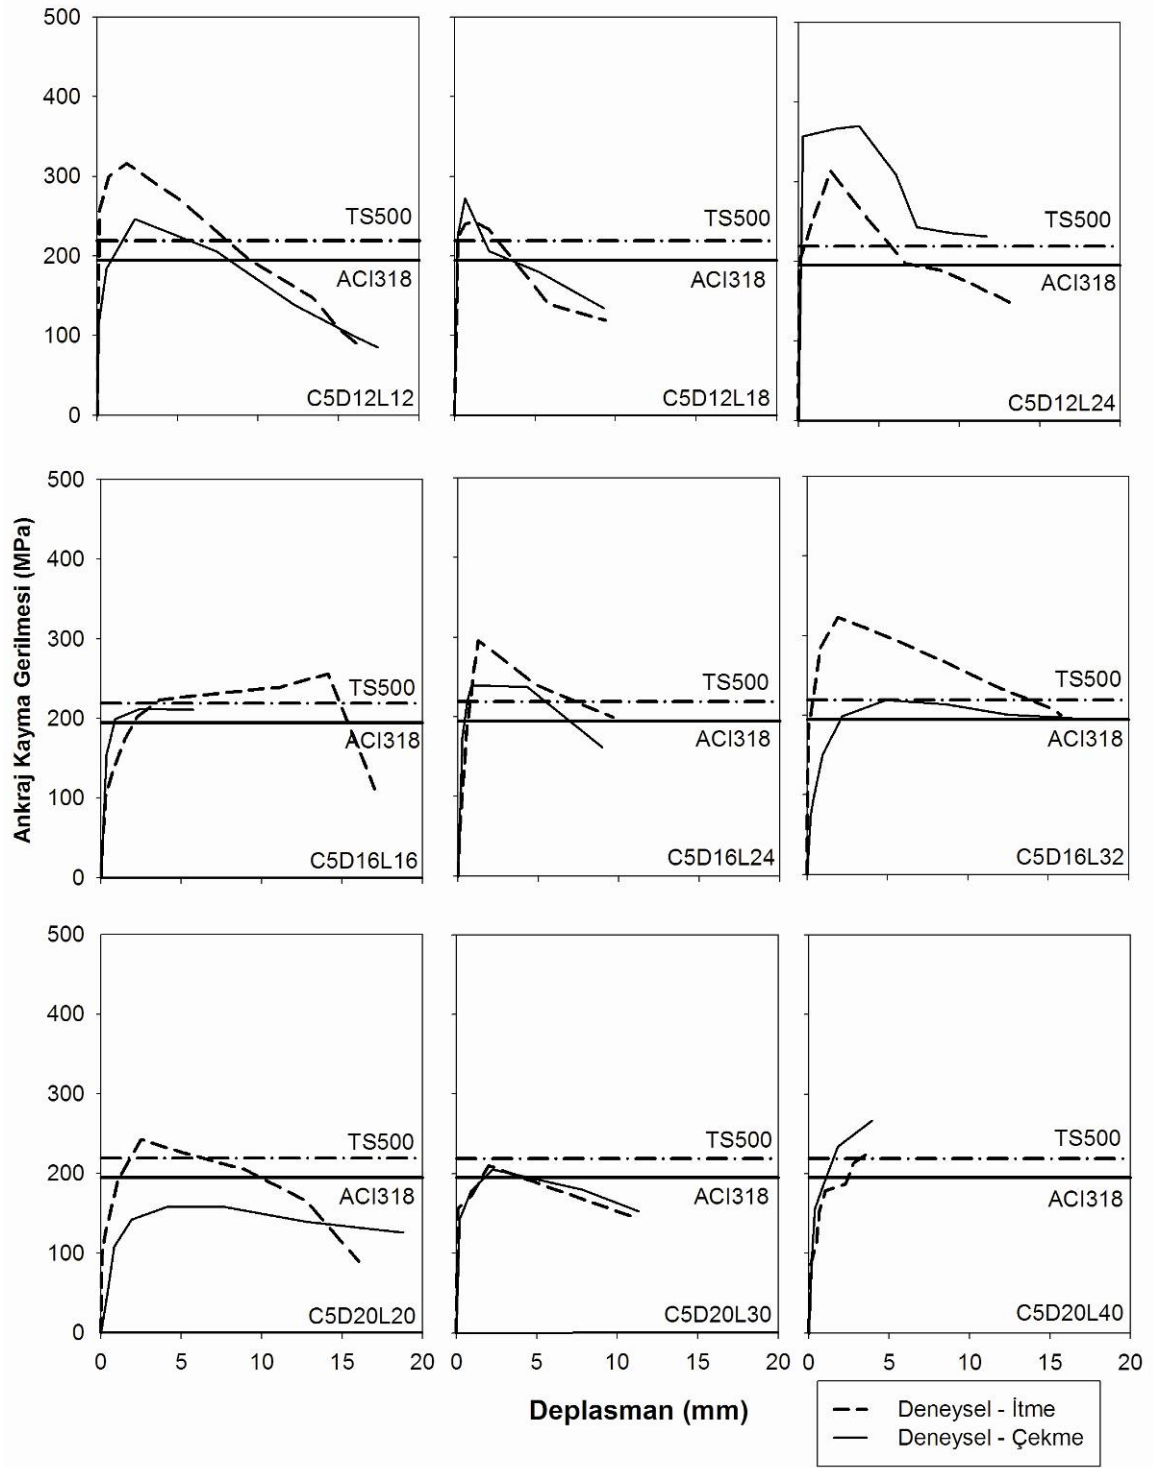 500
400
300
200
100
0
TS500
ACI318
C5D12L12
TS500
ACI318
C5D12L18
TS500
ACI318
C5D12L24
Ankraj Kayma Gerilmesi (MPa)
500
400
300
200
100
0
TS500
ACI318
C5D16L16
TS500
ACI318
C5D16L24
TS500
ACI318
C5D16L32
500
400
300
200
100
0
TS500
ACI318
C5D20L20
TS500
ACI318
C5D20L30
TS500
ACI318
C5D20L40
0 5 10 15 20
0 5 10 15 20
0 5 10 15 20
Deplasman (mm)
Deneysel - İtme
Deneysel - Çekme